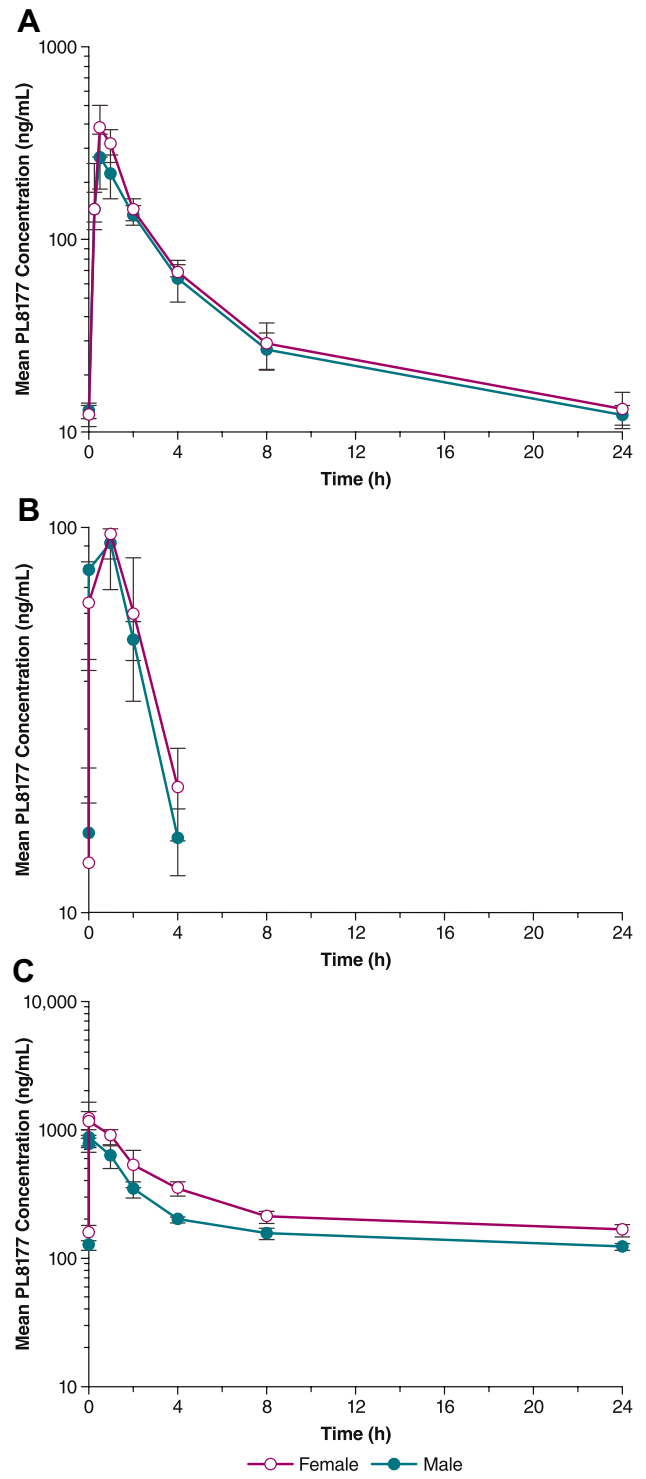 A
Mean PL8177 Concentration (ng/mL)
1000
100
10
0 4 8 12 16 20 24
Time (h)
B
Mean PL8177 Concentration (ng/mL)
100
10
0 4 8 12 16 20 24
Time (h)
C
Mean PL8177 Concentration (ng/mL)
10,000
1000
100
10
0 4 8 12 16 20 24
Time (h)
Female Male